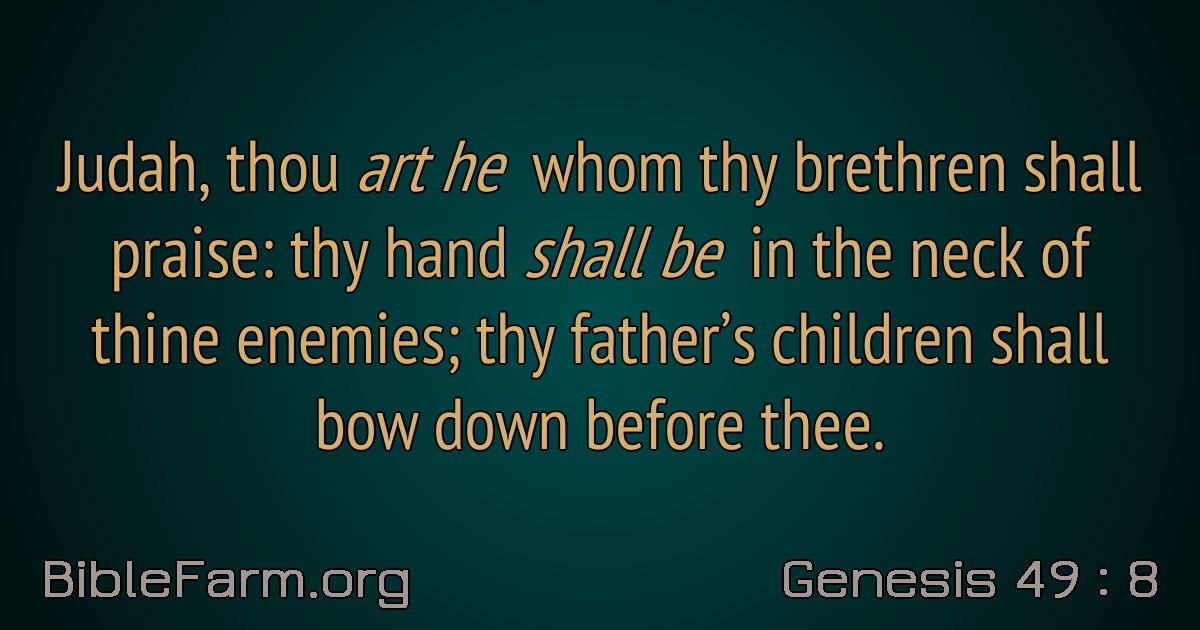 Judah, thou art he whom thy brethren shall
praise: thy hand shall be in the neck of
thine enemies; thy father’s children shall
bow down before thee.
BibleFarm.org
Genesis 49 : 8